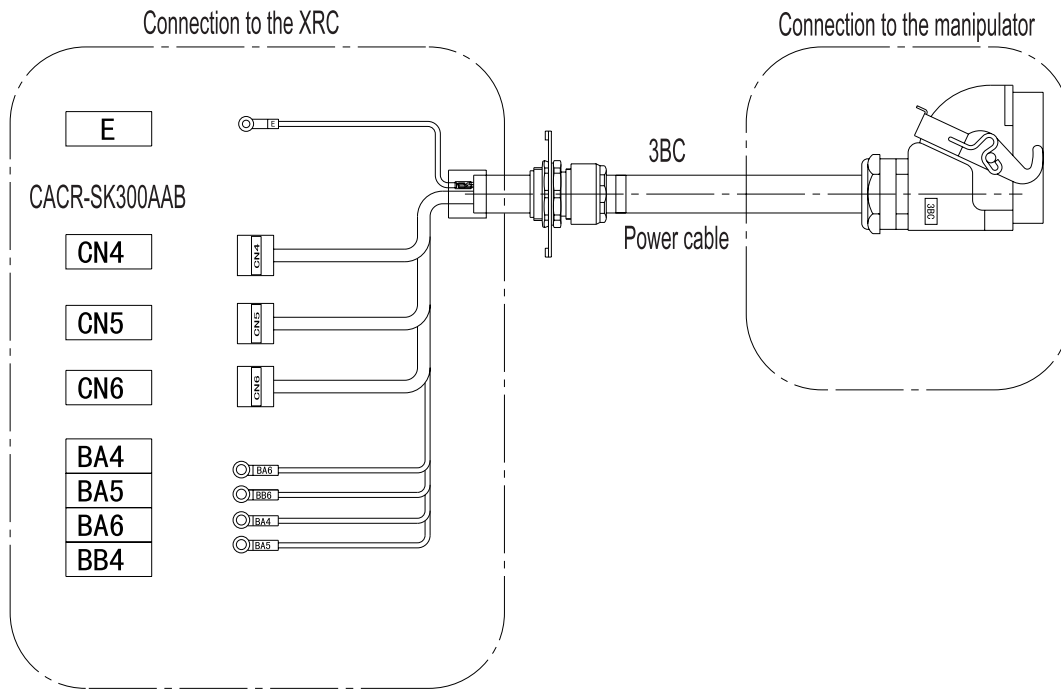 Connection to the XRC
Connection to the manipulator
E
E
3BC
CACR-SK300AAB
3BC
Power cable
CN4
CN4
CN5
CN5
CN6
CN6
BA4
BA6
BA5
BB6
BA6
BA4
BB4
BA5